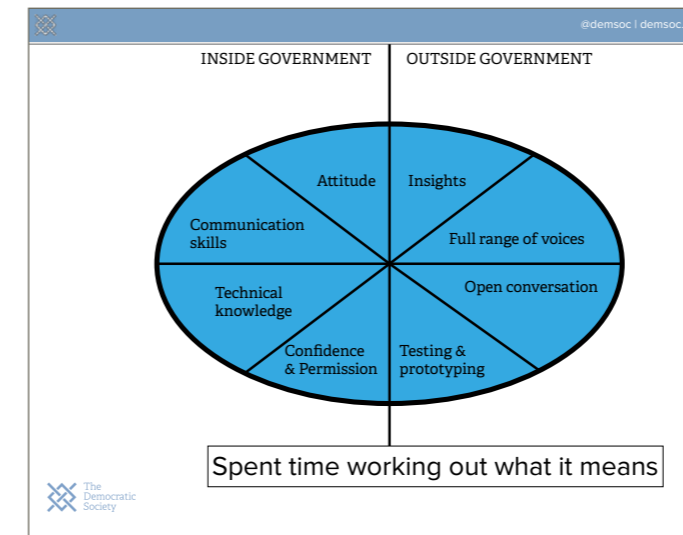 @demsoc | demsoc.
INSIDE GOVERNMENT
OUTSIDE GOVERNMENT
Attitude
Insights
Communication
skills
Full range of voices
Technical
knowledge
Open conversation
Confidence
& Permission
Testing &
prototyping
Spent time working out what it means
The
Democratic
Society